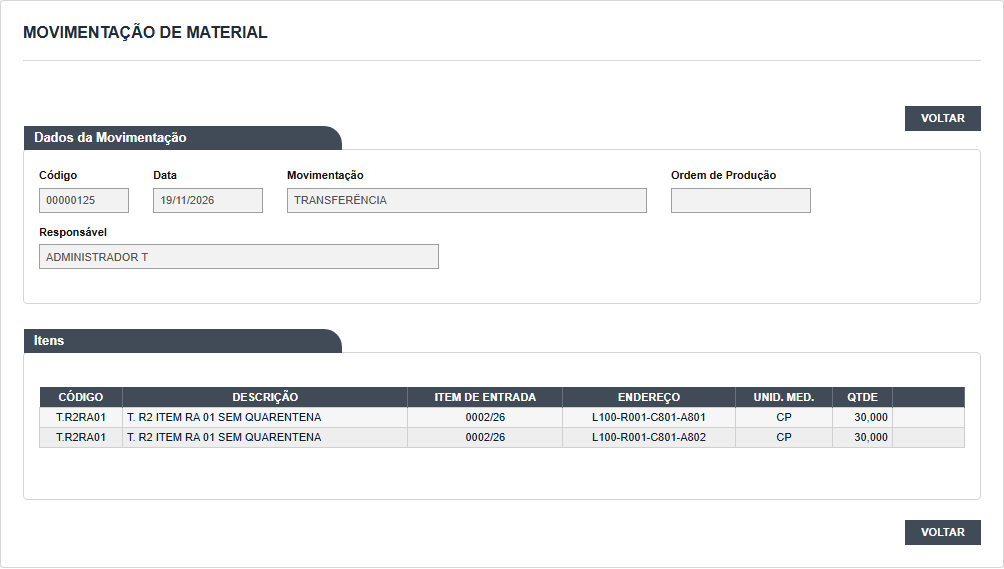 MOVIMENTAÇÃO DE MATERIAL
VOLTAR
Dados da Movimentação
Código Data Movimentação Ordem de Produção
00000125 19/11/2026 TRANSFERÊNCIA
Responsável
ADMINISTRADOR T
Itens
CÓDIGO DESCRIÇÃO ITEM DE ENTRADA ENDEREÇO UNID. MED. QTDE
T.R2RA01 T. R2 ITEM RA 01 SEM QUARENTENA 0002/26 L100-R001-C801-A801 CP 30,000
T.R2RA01 T. R2 ITEM RA 01 SEM QUARENTENA 0002/26 L100-R001-C801-A802 CP 30,000
VOLTAR